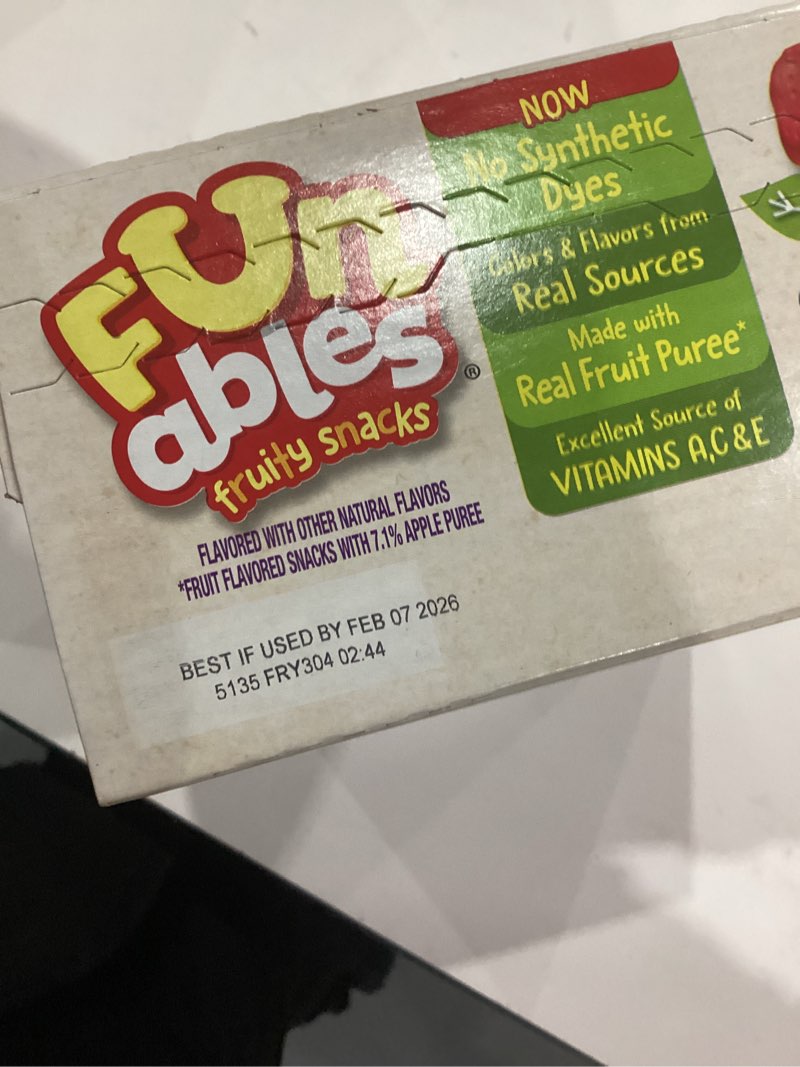 FUn
ables®
fruity snacks
FLAVORED WITH OTHER NATURAL FLAVORS
*FRUIT FLAVORED SNACKS WITH 7.1% APPLE PUREE
BEST IF USED BY FEB 07 2026
5135 FRY304 02:44
NOW
No Synthetic
Dyes
Colors & Flavors from
Real Sources
Made with
Real Fruit Puree*
Excellent Source of
VITAMINS A,C & E